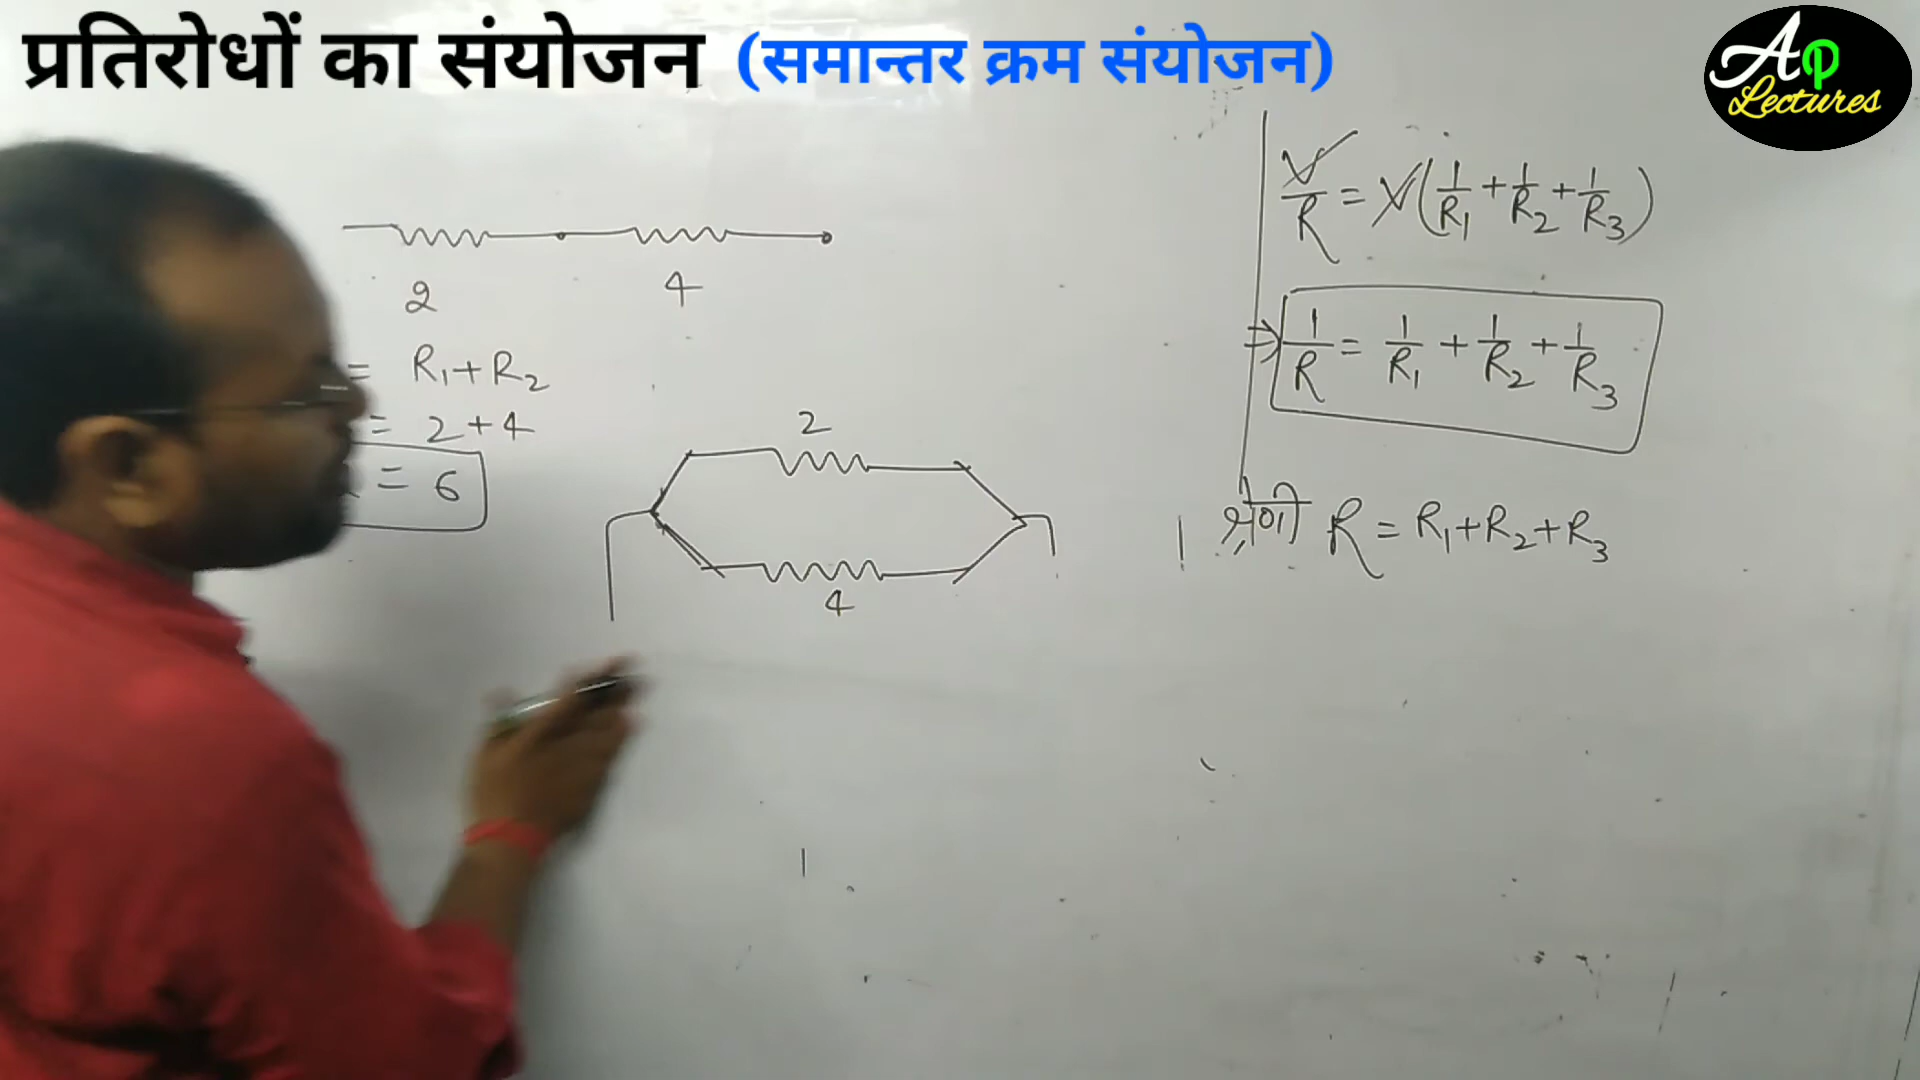 प्रतिरोधों का संयोजन (समान्तर क्रम संयोजन)
Ap
Lectures
2 4
= R₁+R₂
= 2+4
= 6
2
4
V/R = V(1/R₁ + 1/R₂ + 1/R₃)
⇒ 1/R = 1/R₁ + 1/R₂ + 1/R₃
श्रेणी R = R₁+R₂+R₃